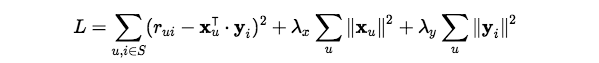 L = \sum_{u,i \in S} (r_{ui} - \mathbf{x}_u^\intercal \cdot \mathbf{y}_i)^2 + \lambda_x \sum_u \|\mathbf{x}_u\|^2 + \lambda_y \sum_u \|\mathbf{y}_i\|^2